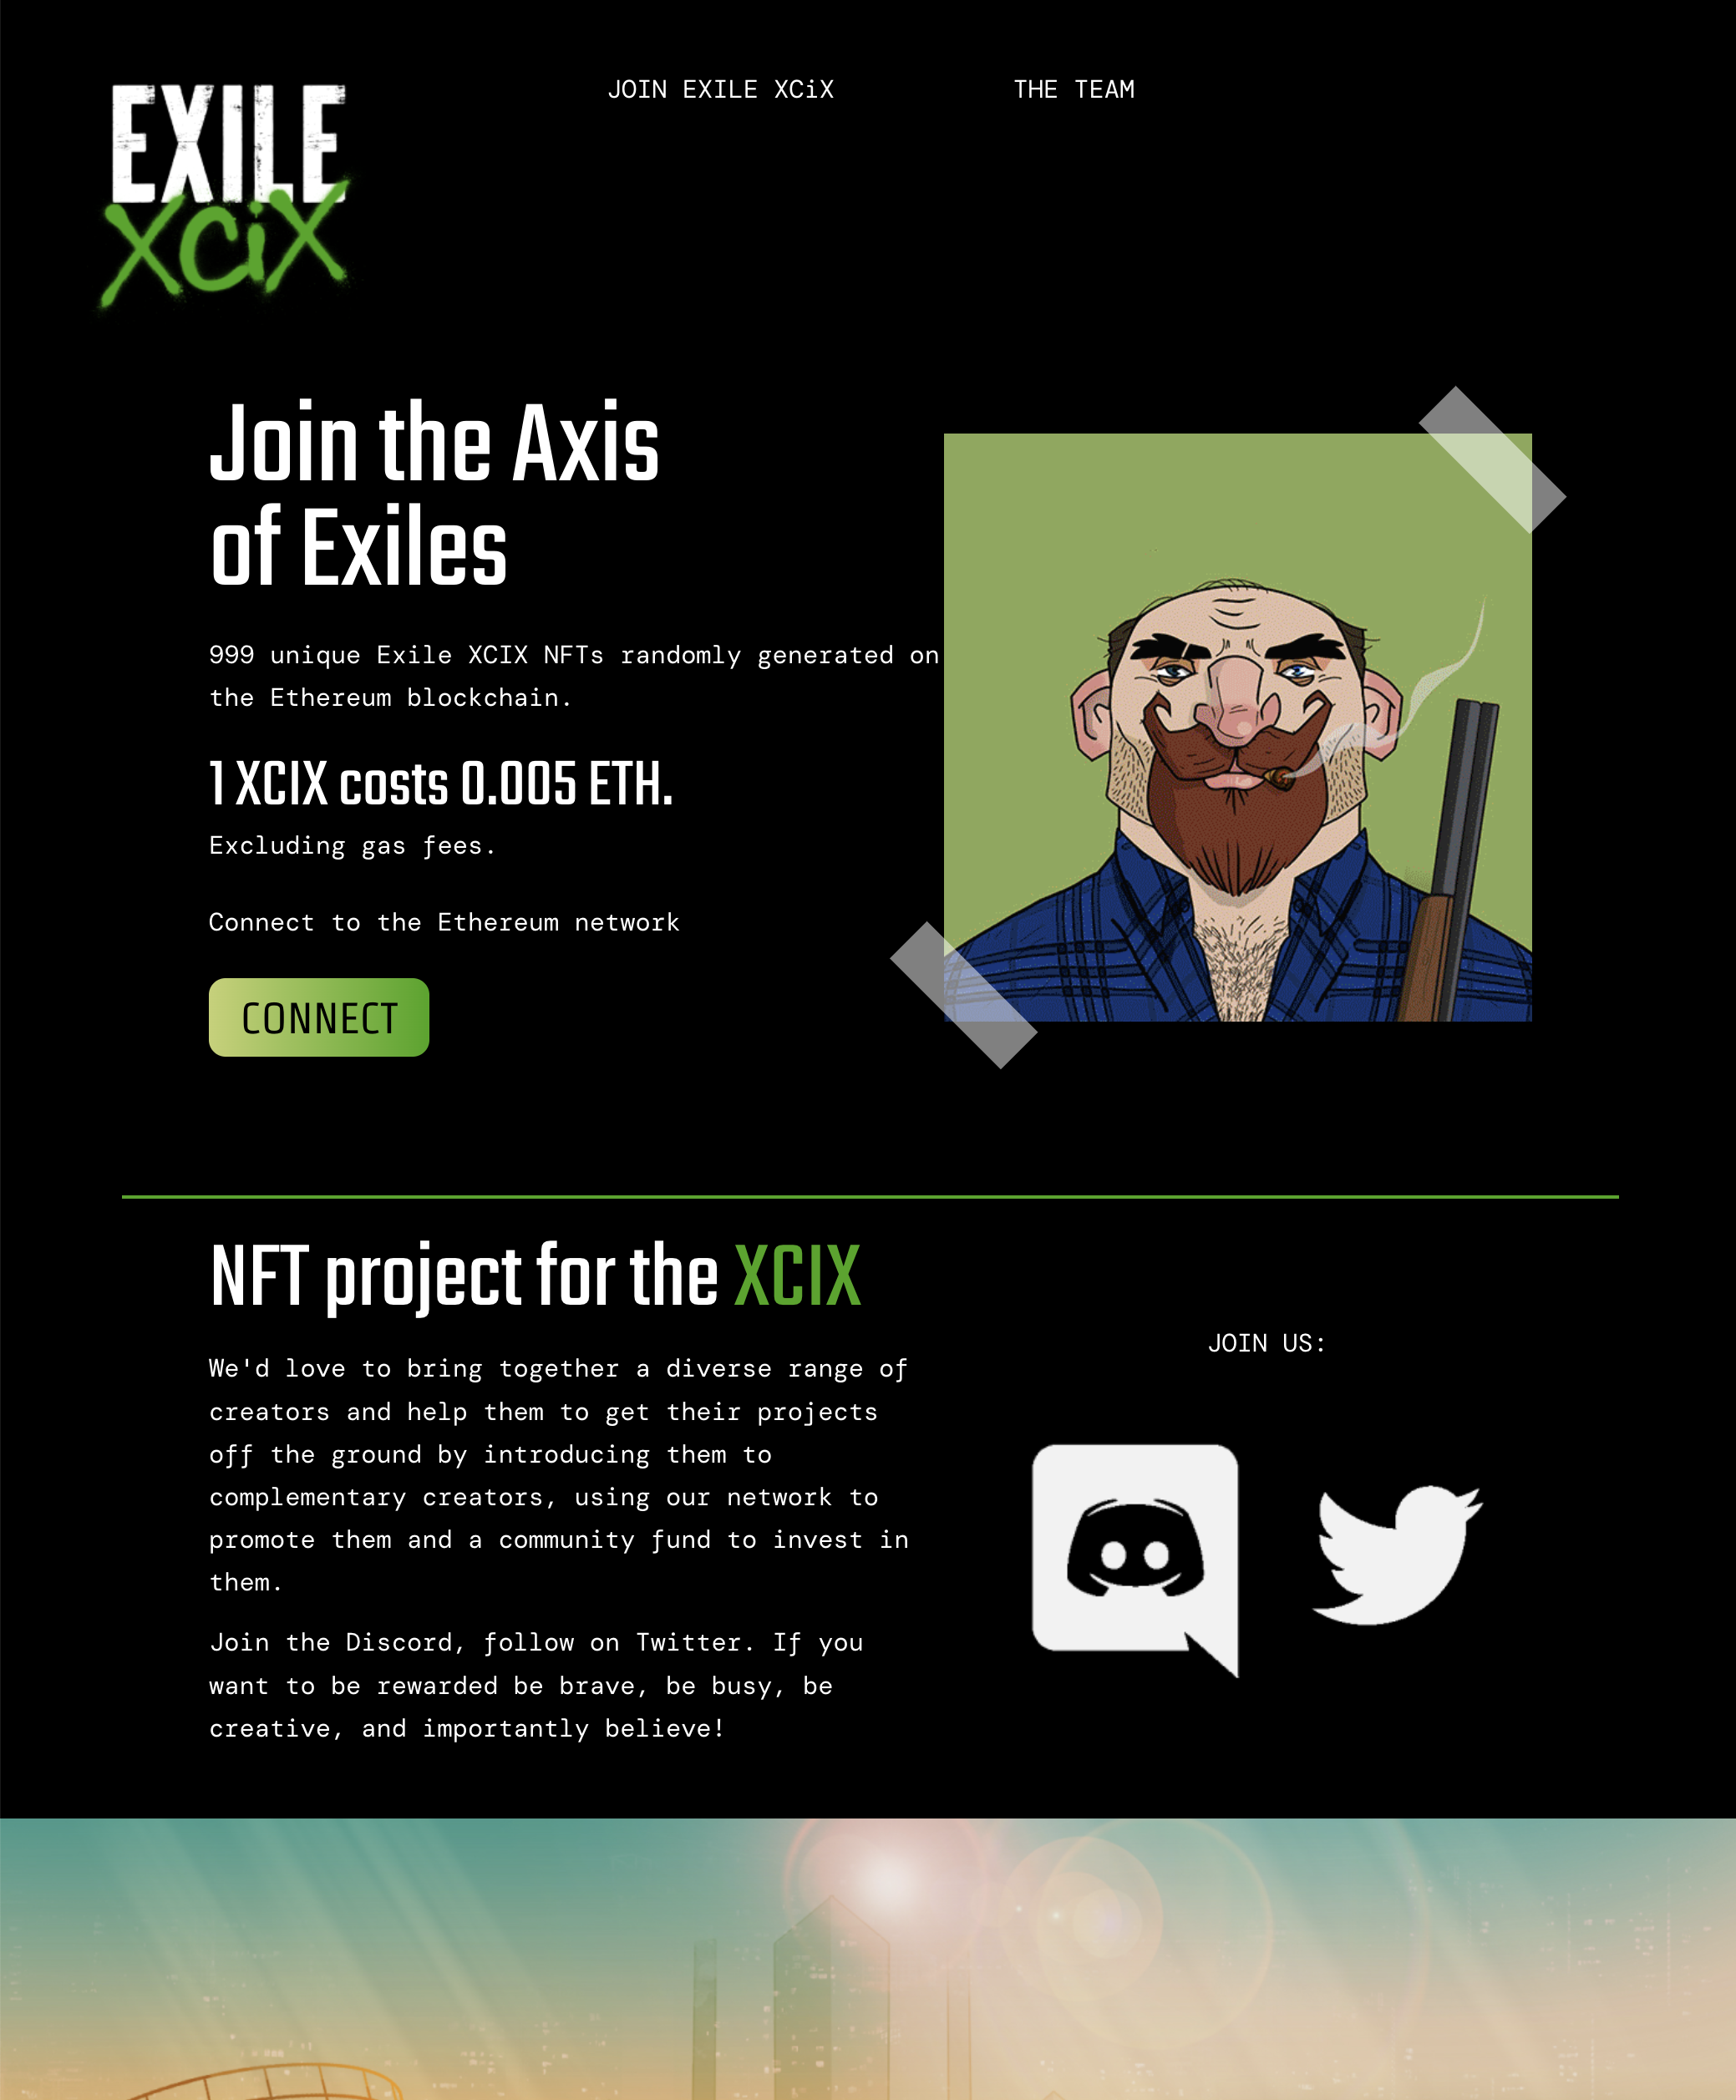 EXILE
XCiX
JOIN EXILE XCiX
THE TEAM
Join the Axis
of Exiles
999 unique Exile XCIX NFTs randomly generated on
the Ethereum blockchain.
1 XCIX costs 0.005 ETH.
Excluding gas fees.
Connect to the Ethereum network
CONNECT
NFT project for the XCIX
We'd love to bring together a diverse range of
creators and help them to get their projects
off the ground by introducing them to
complementary creators, using our network to
promote them and a community fund to invest in
them.
Join the Discord, follow on Twitter. If you
want to be rewarded be brave, be busy, be
creative, and importantly believe!
JOIN US: